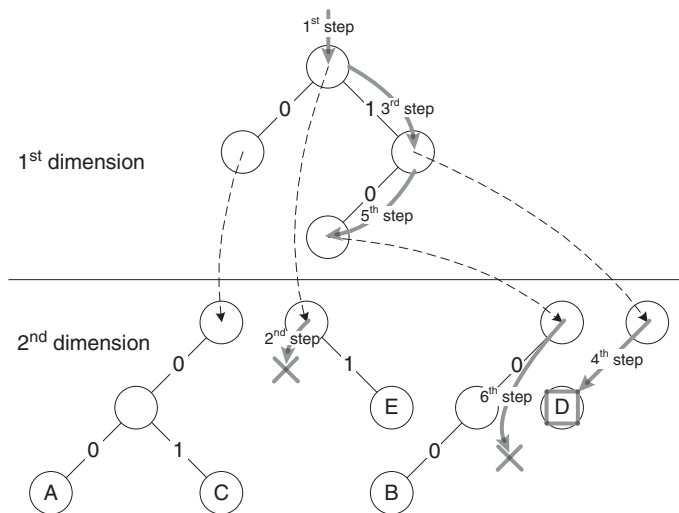 1st step
0
1
3rd step
1st dimension
0
5th step
2nd dimension
2nd step
0
1
0
4th step
6th step
E
D
0
1
0
A
C
B